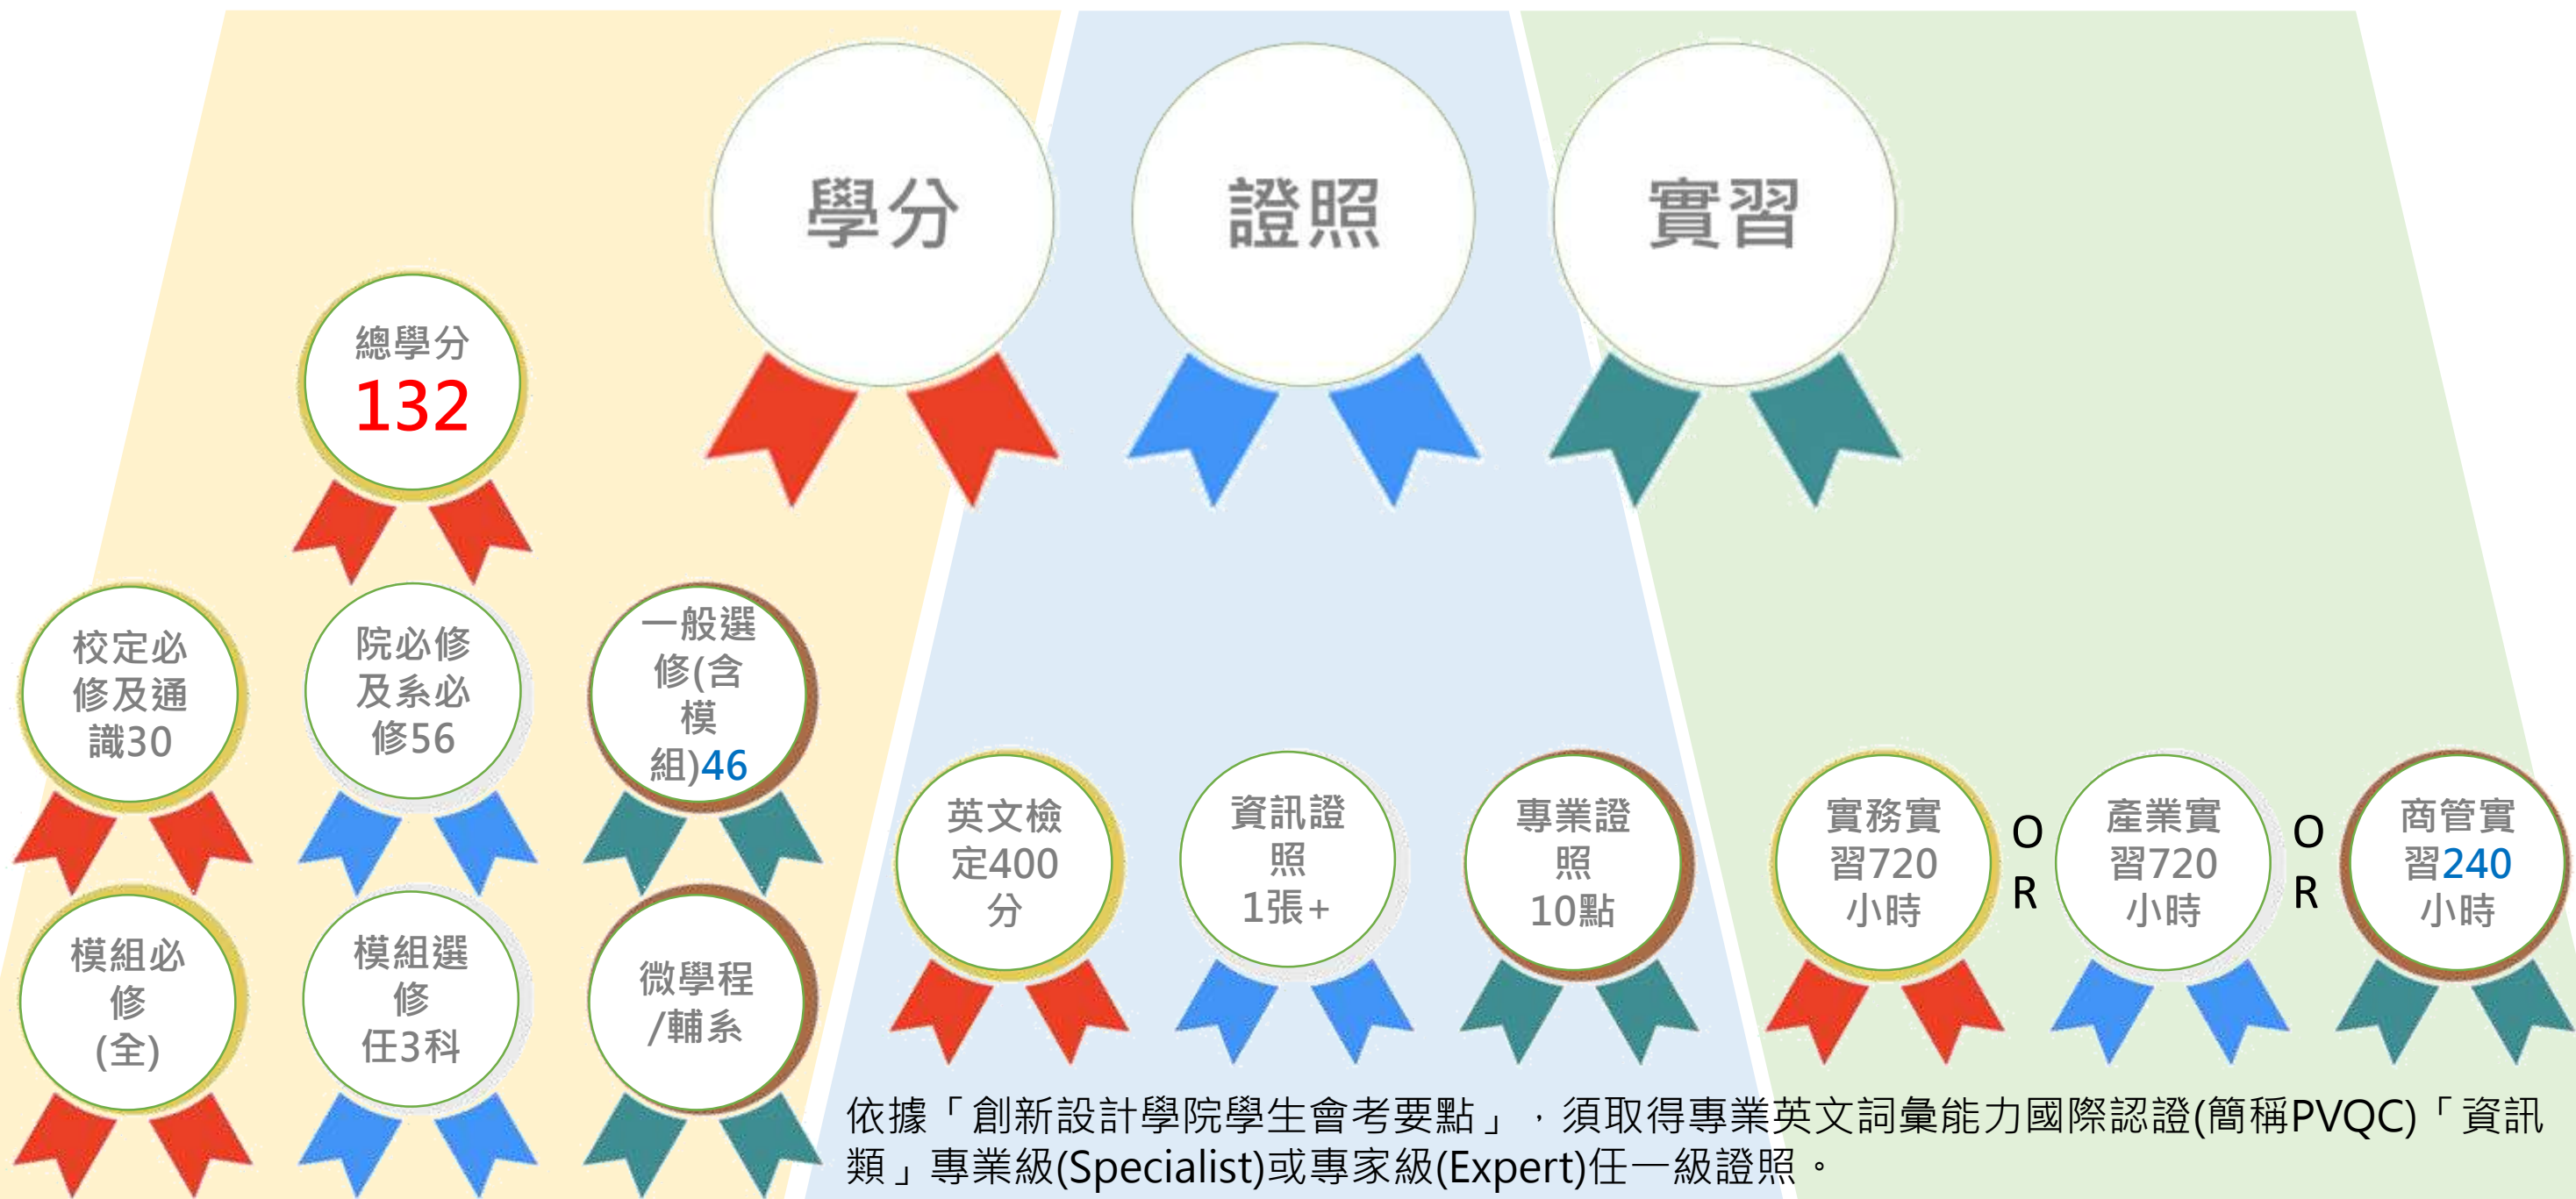 學分
證照
實習
總學分
132
校定必
修及通
識30
院必修
及系必
修56
一般選
修(含
模
組)46
模組必
修
(全)
模組選
修
任3科
微學程
/輔系
英文檢
定400
分
資訊證
照
1張+
專業證
照
10點
實務實
習720
小時
O
R
產業實
習720
小時
O
R
商管實
習240
小時
依據「創新設計學院學生會考要點」，須取得專業英文詞彙能力國際認證(簡稱PVQC)「資訊
類」專業級(Specialist)或專家級(Expert)任一級證照。